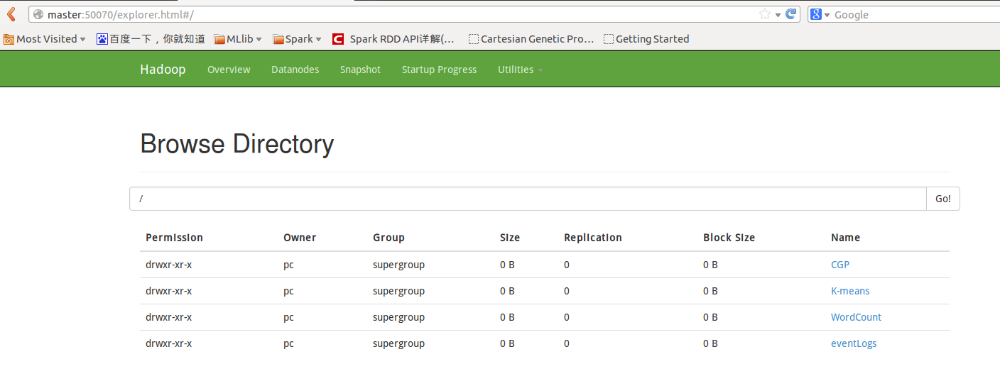 master:50070/explorer.html#/ Google
Most Visited 百度一下，你就知道 MLlib Spark Spark RDD API详解(... Cartesian Genetic Pro... Getting Started
Hadoop Overview Datanodes Snapshot Startup Progress Utilities
Browse Directory
/ Go!
Permission Owner Group Size Replication Block Size Name
drwxr-xr-x pc supergroup 0 B 0 0 B CGP
drwxr-xr-x pc supergroup 0 B 0 0 B K-means
drwxr-xr-x pc supergroup 0 B 0 0 B WordCount
drwxr-xr-x pc supergroup 0 B 0 0 B eventLogs